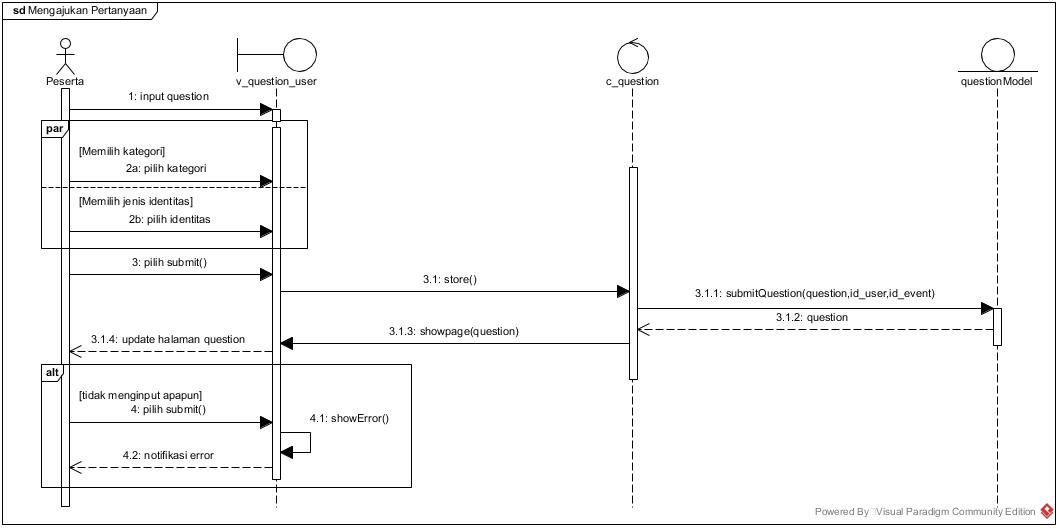 sd Mengajukan Pertanyaan
Peserta
v_question_user
c_question
questionModel
1: input question
par
[Memilih kategori]
2a: pilih kategori
[Memilih jenis identitas]
2b: pilih identitas
3: pilih submit()
3.1: store()
3.1.1: submitQuestion(question,id_user,id_event)
3.1.2: question
3.1.3: showpage(question)
3.1.4: update halaman question
alt
[tidak menginput apapun]
4: pilih submit()
4.1: showError()
4.2: notifikasi error
Powered By Visual Paradigm Community Edition